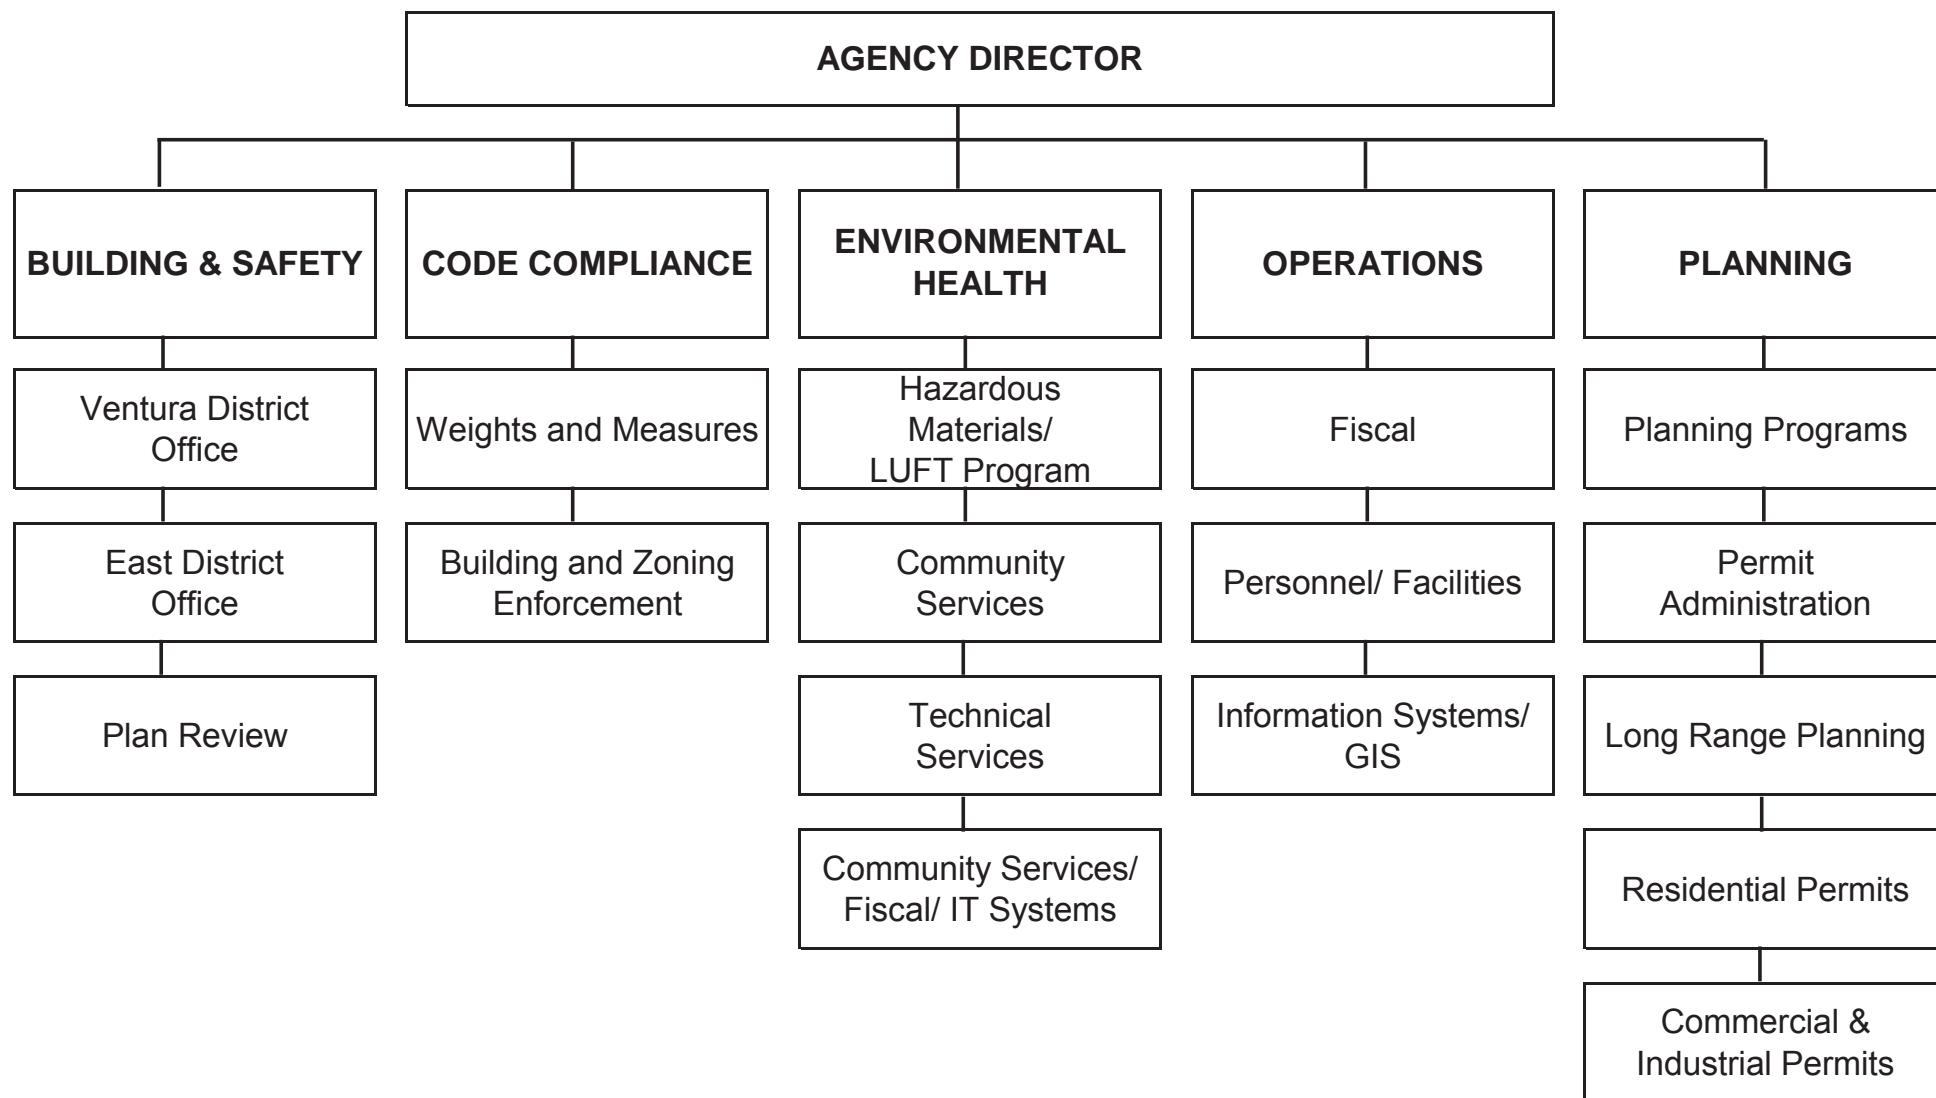 AGENCY DIRECTOR
BUILDING & SAFETY
CODE COMPLIANCE
ENVIRONMENTAL
HEALTH
OPERATIONS
PLANNING
Ventura District
Office
Weights and Measures
Hazardous
Materials/
LUFT Program
Fiscal
Planning Programs
East District
Office
Building and Zoning
Enforcement
Community
Services
Personnel/ Facilities
Permit
Administration
Plan Review
Technical
Services
Information Systems/
GIS
Long Range Planning
Community Services/
Fiscal/ IT Systems
Residential Permits
Commercial &
Industrial Permits